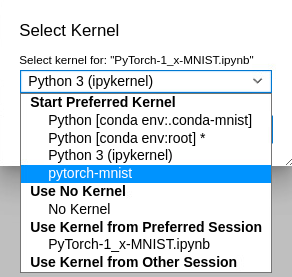 Select Kernel
Select kernel for: "PyTorch-1_x-MNIST.ipynb"
Python 3 (ipykernel)
Start Preferred Kernel
Python [conda env:.conda-mnist]
Python [conda env:root] *
Python 3 (ipykernel)
pytorch-mnist
Use No Kernel
No Kernel
Use Kernel from Preferred Session
PyTorch-1_x-MNIST.ipynb
Use Kernel from Other Session